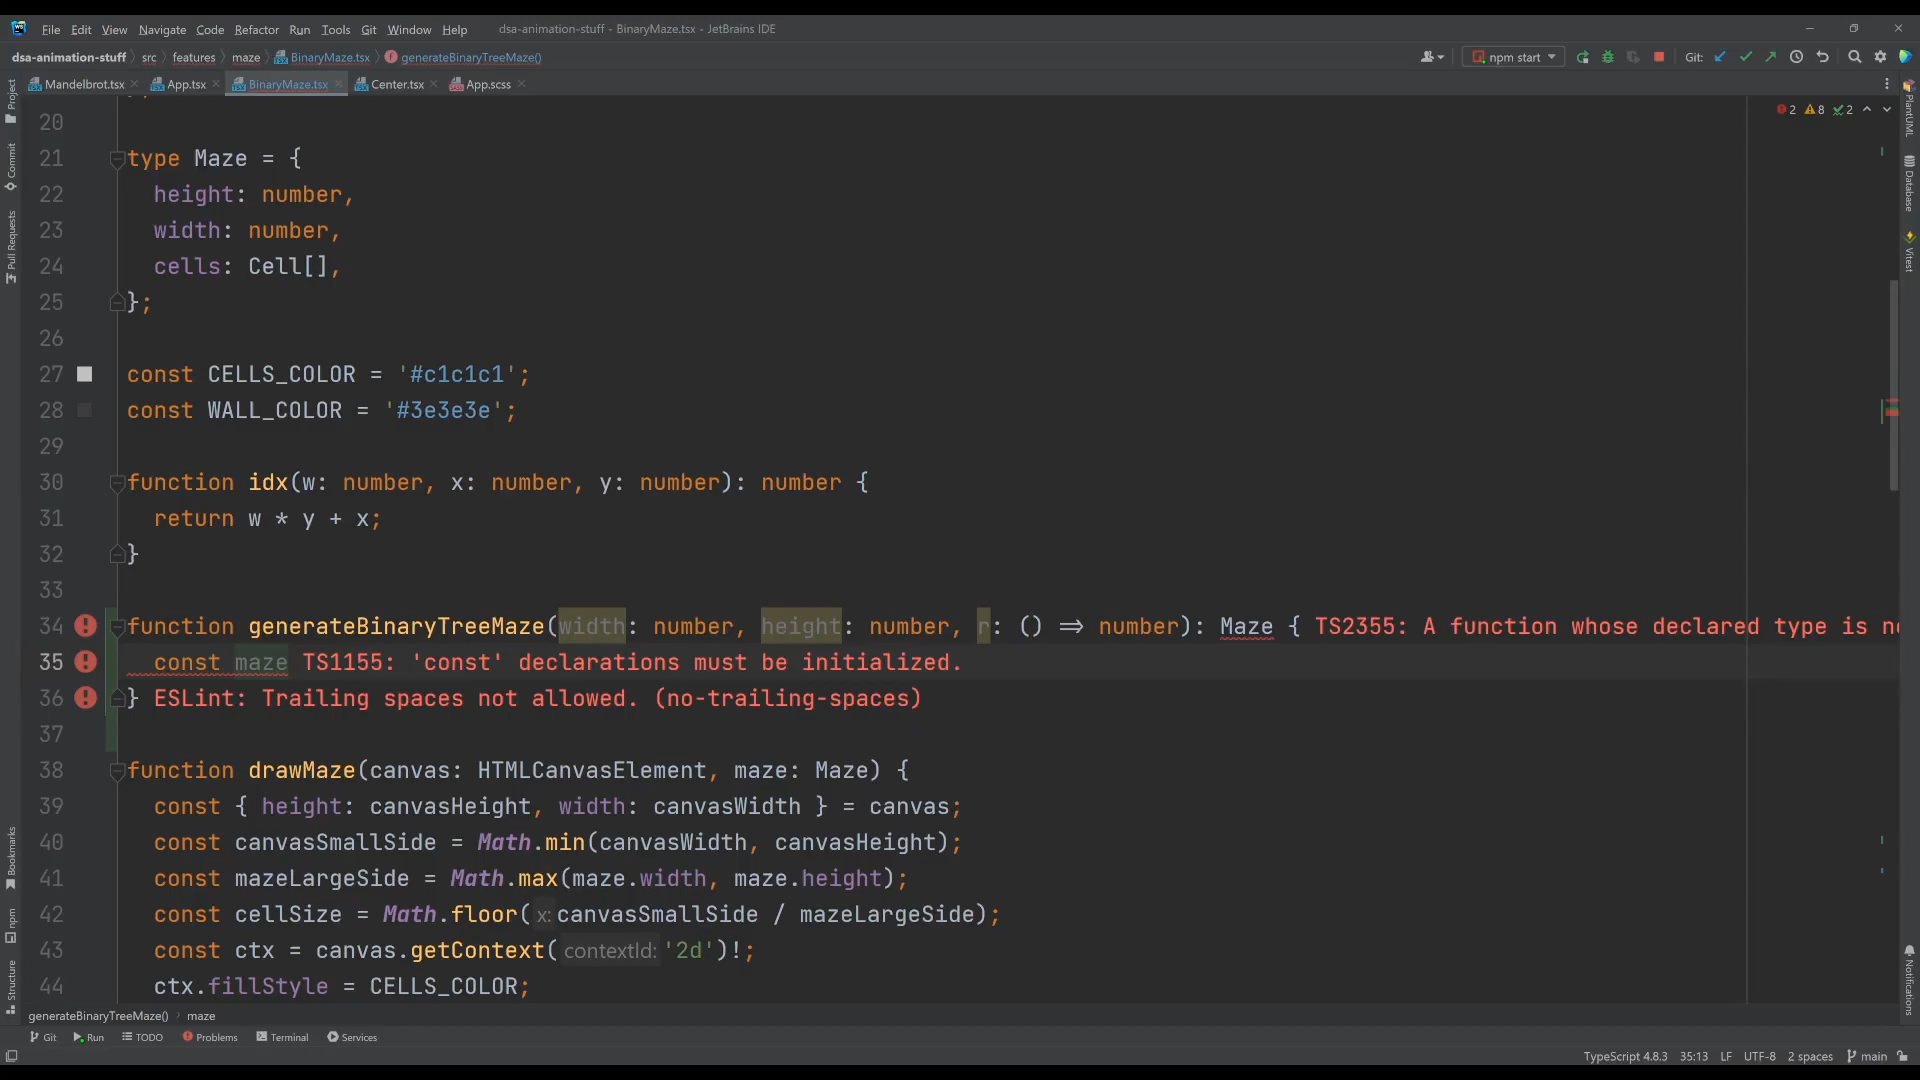 File Edit View Navigate Code Refactor Run Tools Git Window Help dsa-animation-stuff - BinaryMaze.tsx - JetBrains IDE
dsa-animation-stuff src features maze BinaryMaze.tsx generateBinaryTreeMaze() npm start Git:
Mandelbrot.tsx App.tsx BinaryMaze.tsx Center.tsx App.scss
2 8 2
20
21 type Maze = {
22 height: number,
23 width: number,
24 cells: Cell[],
25 };
26
27 const CELLS_COLOR = '#c1c1c1';
28 const WALL_COLOR = '#3e3e3e';
29
30 function idx(w: number, x: number, y: number): number {
31 return w * y + x;
32 }
33
34 function generateBinaryTreeMaze(width: number, height: number, r: () => number): Maze { TS2355: A function whose declared type is n
35 const maze TS1155: 'const' declarations must be initialized.
36 } ESLint: Trailing spaces not allowed. (no-trailing-spaces)
37
38 function drawMaze(canvas: HTMLCanvasElement, maze: Maze) {
39 const { height: canvasHeight, width: canvasWidth } = canvas;
40 const canvasSmallSide = Math.min(canvasWidth, canvasHeight);
41 const mazeLargeSide = Math.max(maze.width, maze.height);
42 const cellSize = Math.floor( x: canvasSmallSide / mazeLargeSide);
43 const ctx = canvas.getContext( contextId: '2d')!;
44 ctx.fillStyle = CELLS_COLOR;
Project
Commit
Pull Requests
Bookmarks
npm
Structure
PlantUML
Database
Vitest
Notifications
generateBinaryTreeMaze() maze
Git Run TODO Problems Terminal Services
TypeScript 4.8.3 35:13 LF UTF-8 2 spaces main